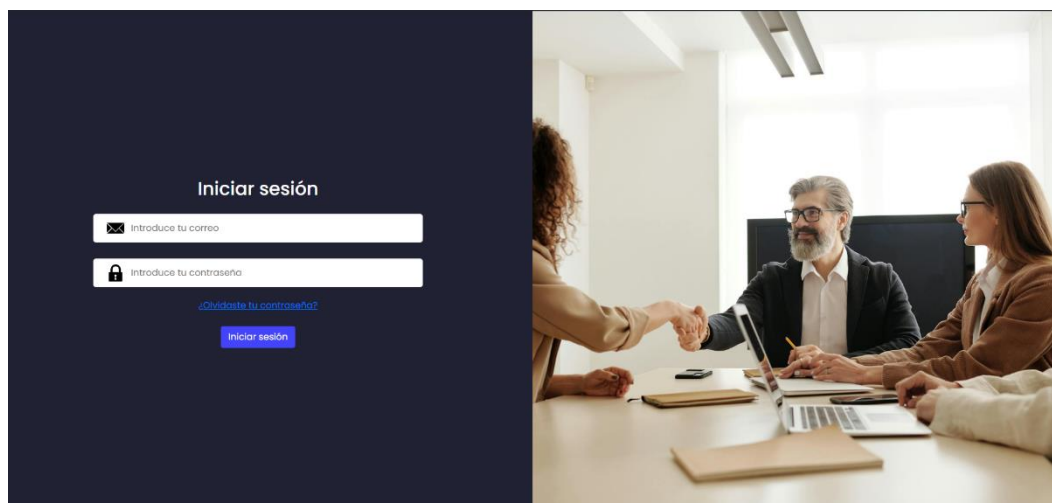 Iniciar sesión
Introduce tu correo
Introduce tu contraseña
¿Olvidaste tu contraseña?
Iniciar sesión